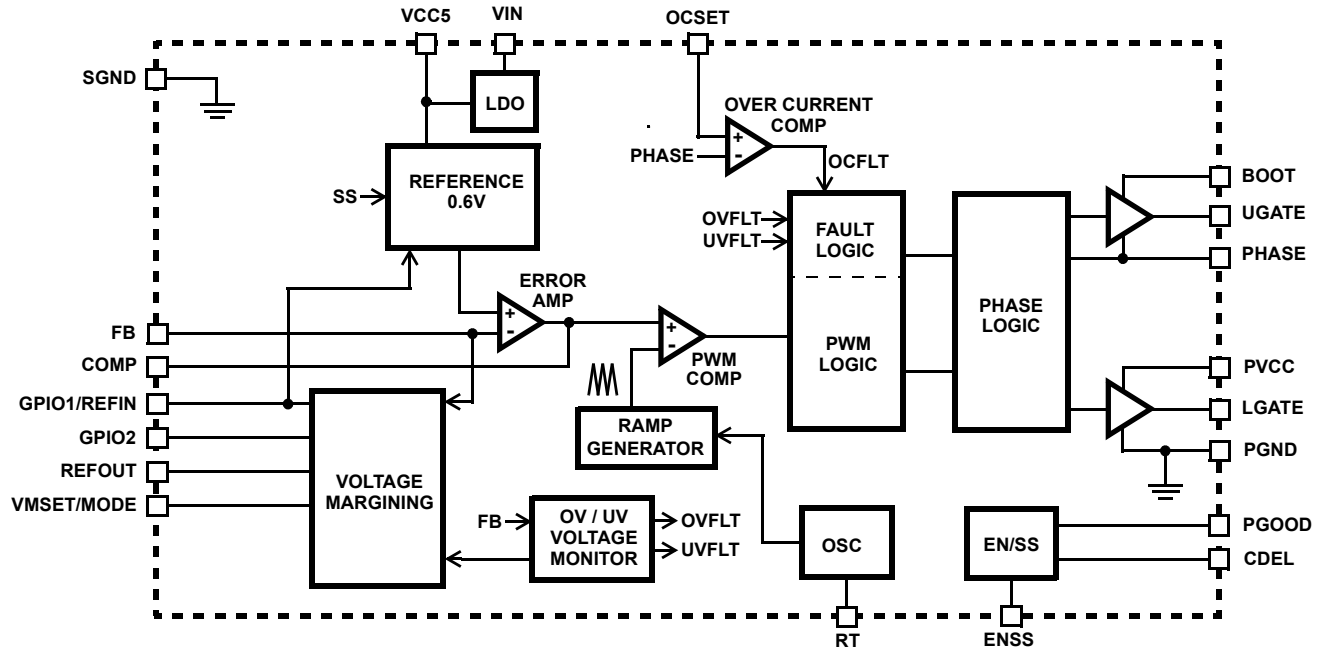 VCC5
VIN
OCSET
SGND
LDO
OVER CURRENT
COMP
+
-
PHASE
OCFLT
REFERENCE
0.6V
SS
BOOT
UGATE
PHASE
OVFLT
UVFLT
FAULT
LOGIC
PWM
LOGIC
PHASE
LOGIC
ERROR
AMP
+
-
+
-
PWM
COMP
FB
COMP
GPIO1/REFIN
GPIO2
REFOUT
VMSET/MODE
VOLTAGE
MARGINING
RAMP
GENERATOR
PVCC
LGATE
PGND
FB
OV / UV
VOLTAGE
MONITOR
OVFLT
UVFLT
OSC
EN/SS
PGOOD
CDEL
RT
ENSS